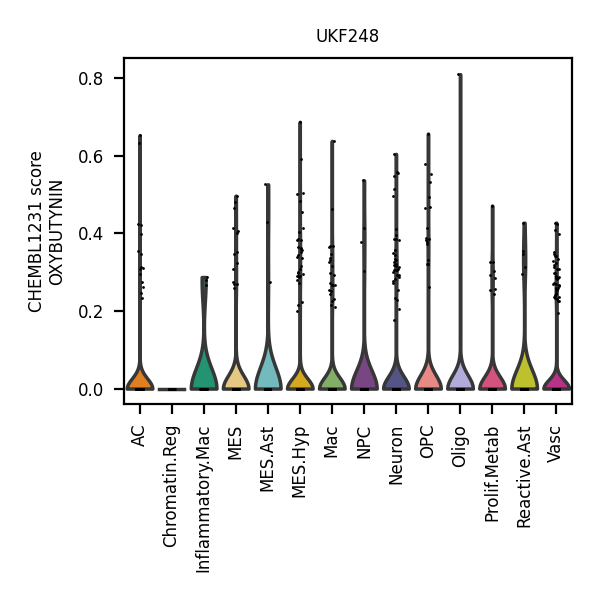 UKF248
CHEMBL1231 score
OXYBUTYNIN
0.8
0.6
0.4
0.2
0.0
AC
Chromatin.Reg
Inflammatory.Mac
MES
MES.Ast
MES.Hyp
Mac
NPC
Neuron
OPC
Oligo
Prolif.Metab
Reactive.Ast
Vasc